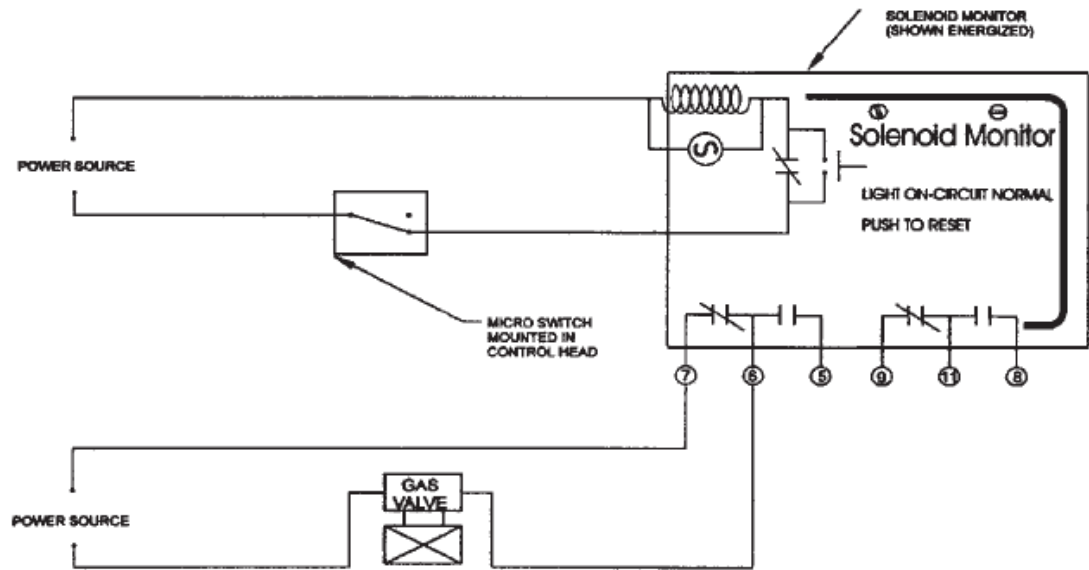 SOLENOID MONITOR
(SHOWN ENERGIZED)
Solenoid Monitor
POWER SOURCE
S
LIGHT ON-CIRCUIT NORMAL
PUSH TO RESET
MICRO SWITCH
MOUNTED IN
CONTROL HEAD
7 6 5 9 11 8
GAS
VALVE
POWER SOURCE